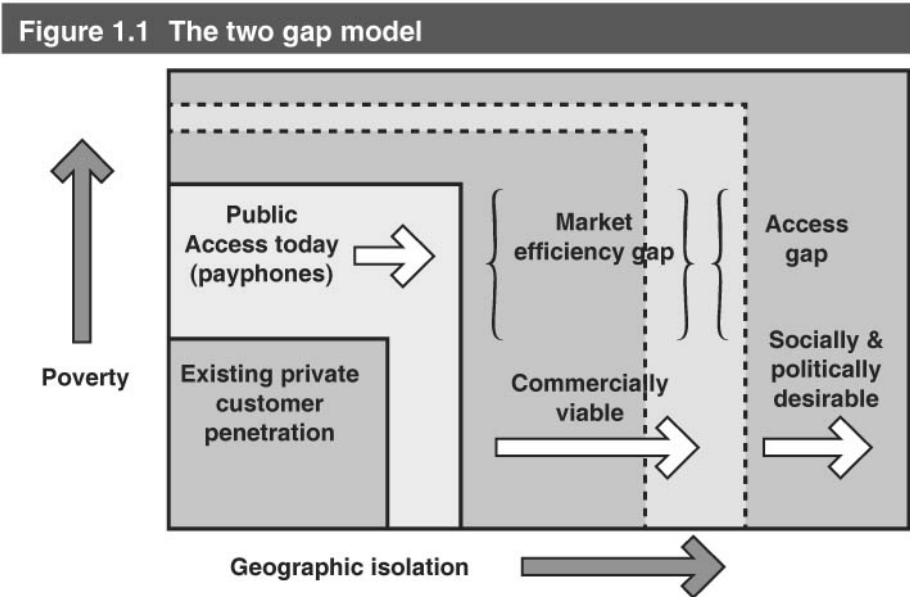 Figure 1.1 The two gap model
Public
Access today
(payphones)
Market
efficiency gap
Access
gap
Poverty
Existing private
customer
penetration
Commercially
viable
Socially &
politically
desirable
Geographic isolation